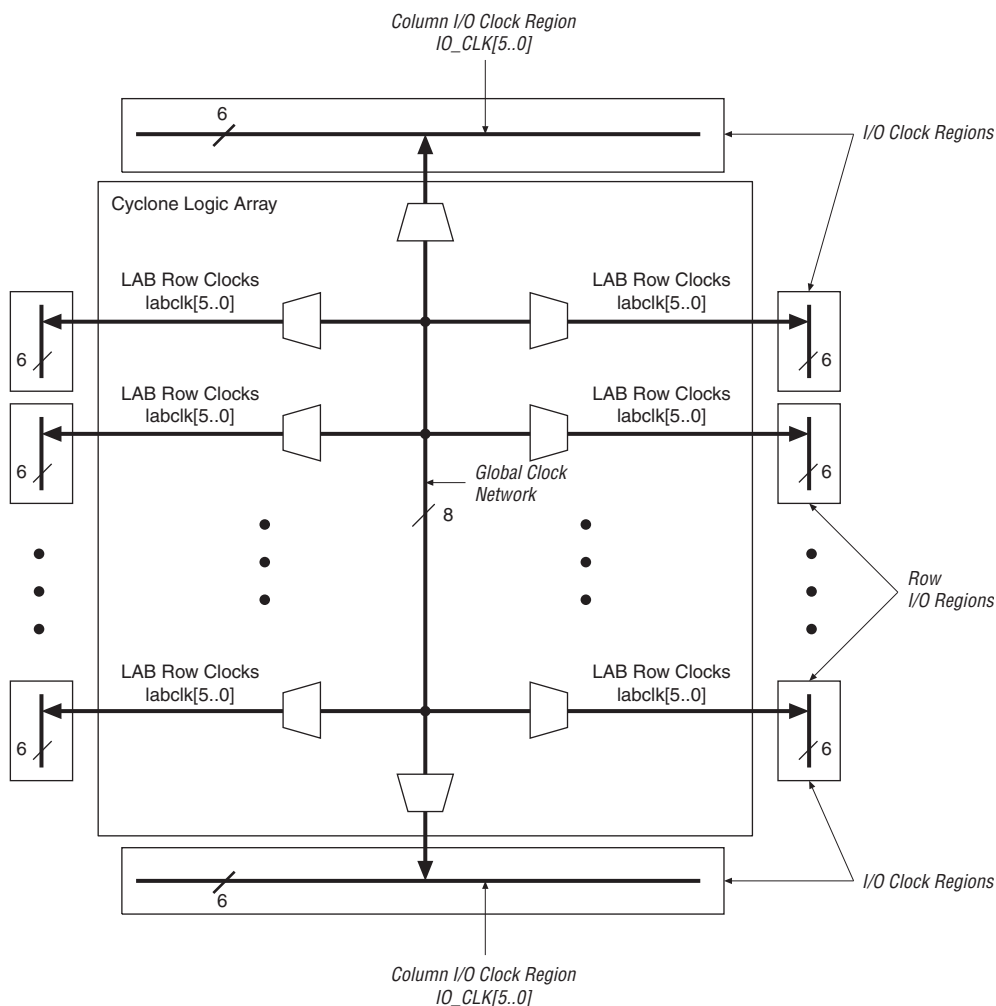 Column I/O Clock Region
IO_CLK[5..0]
6
I/O Clock Regions
Cyclone Logic Array
LAB Row Clocks
labclk[5..0]
LAB Row Clocks
labclk[5..0]
6
6
LAB Row Clocks
labclk[5..0]
LAB Row Clocks
labclk[5..0]
6
6
Global Clock
Network
8
Row
I/O Regions
LAB Row Clocks
labclk[5..0]
LAB Row Clocks
labclk[5..0]
6
6
6
I/O Clock Regions
Column I/O Clock Region
IO_CLK[5..0]